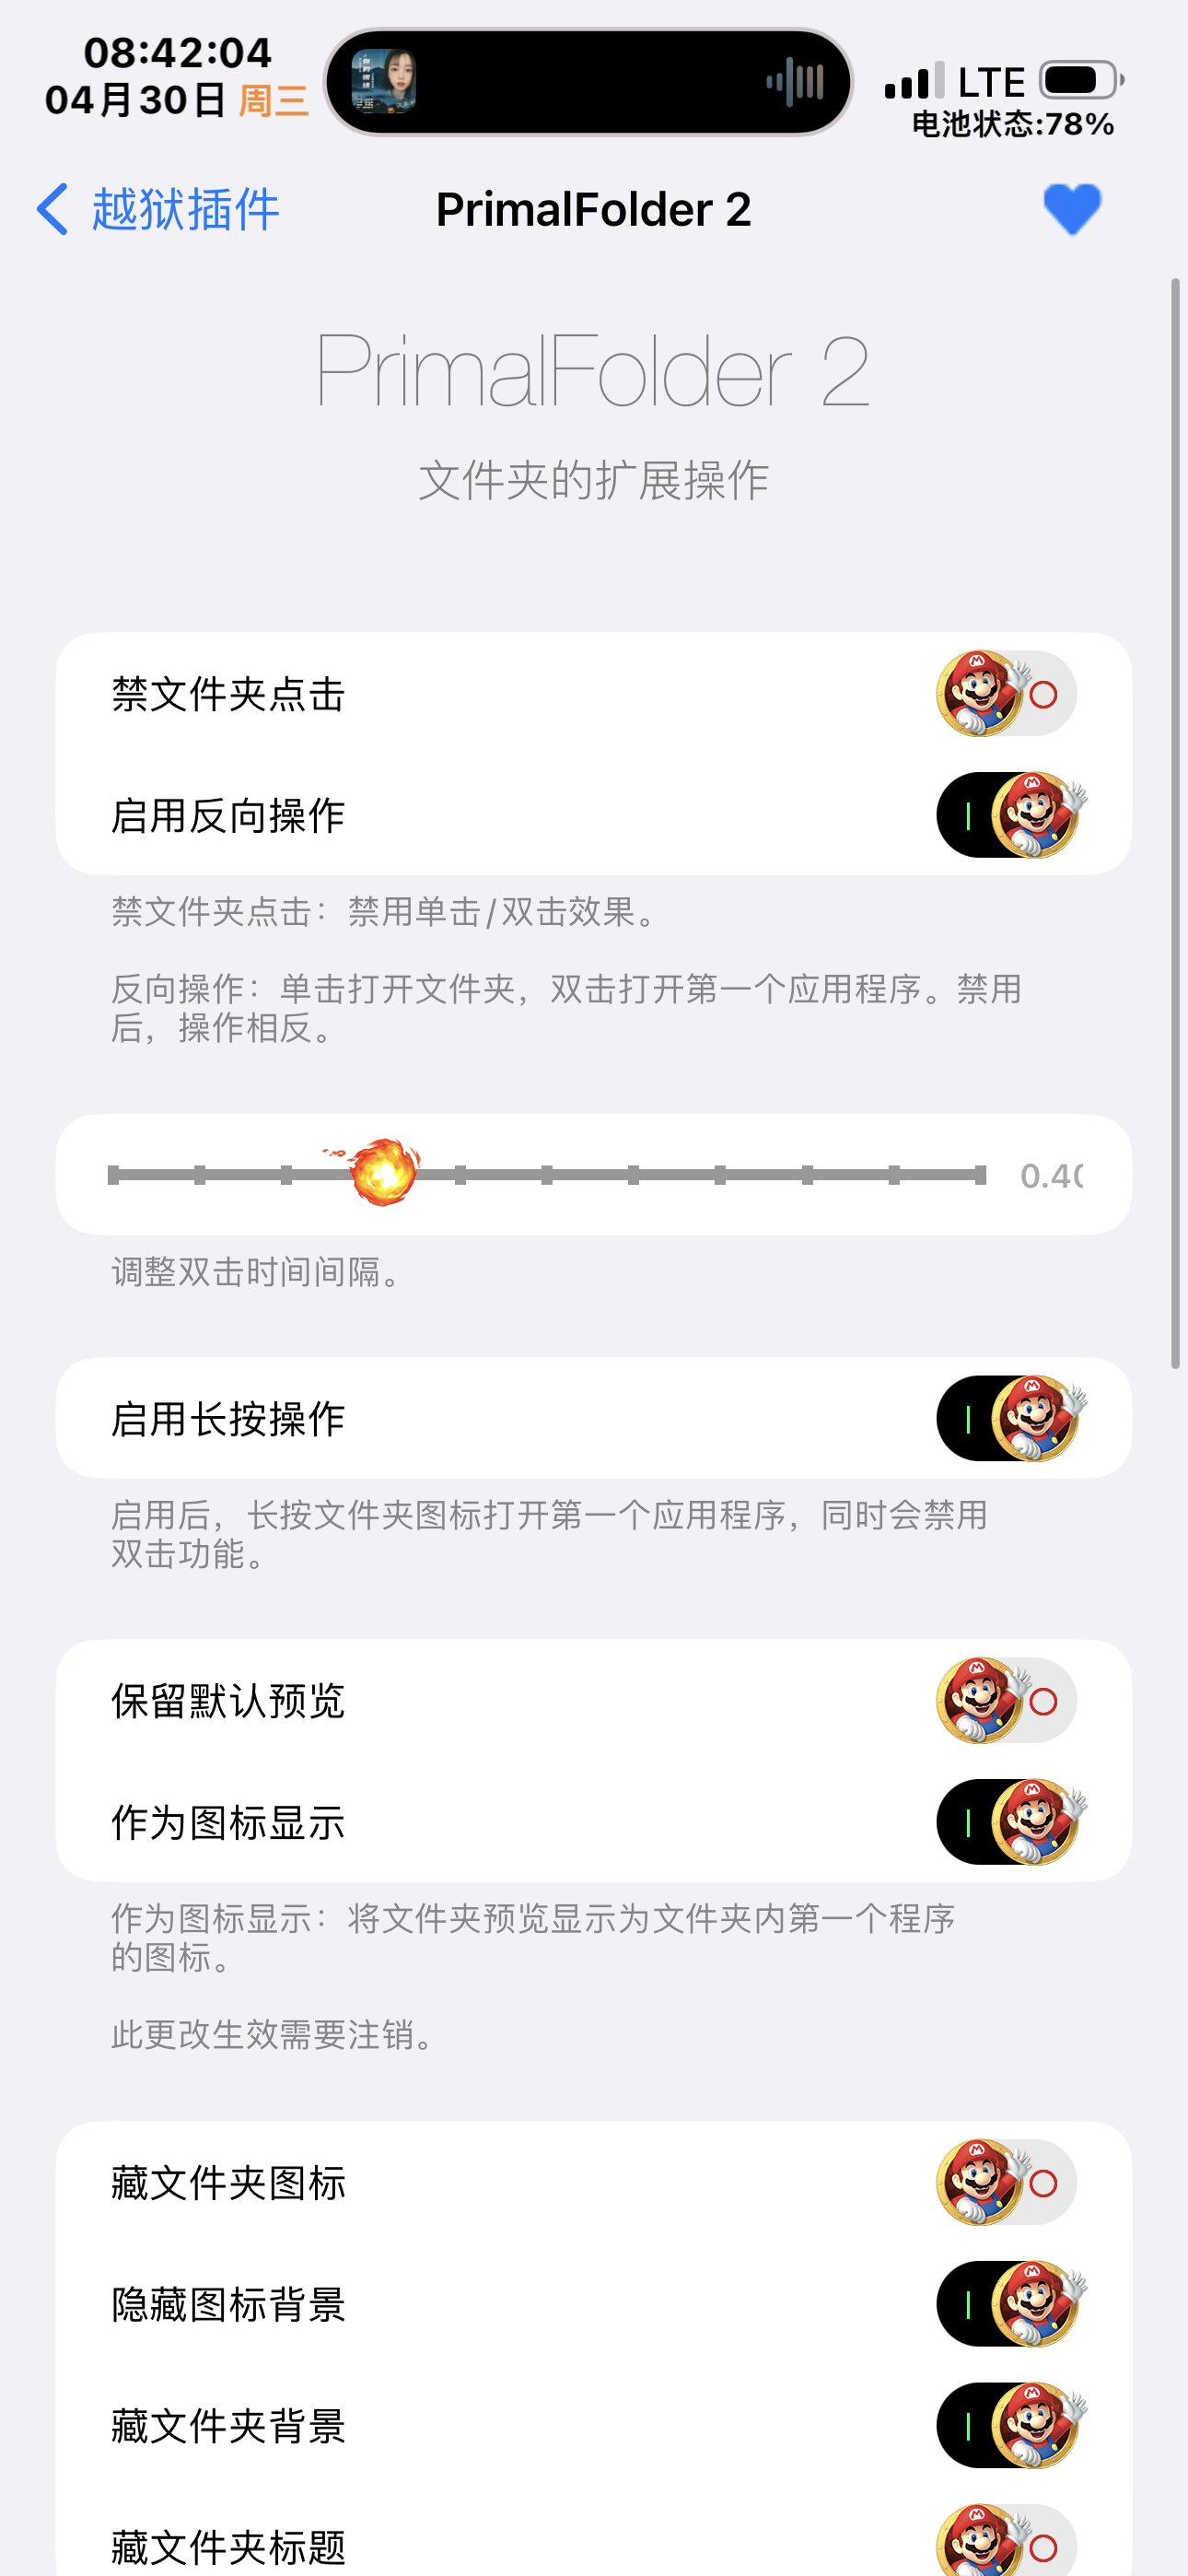 08:42:04
04月30日 周三
LTE
电池状态:78%
越狱插件
PrimalFolder 2
PrimalFolder 2
文件夹的扩展操作
禁文件夹点击
启用反向操作
禁文件夹点击：禁用单击/双击效果。
反向操作：单击打开文件夹，双击打开第一个应用程序。禁用
后，操作相反。
0.40
调整双击时间间隔。
启用长按操作
启用后，长按文件夹图标打开第一个应用程序，同时会禁用
双击功能。
保留默认预览
作为图标显示
作为图标显示：将文件夹预览显示为文件夹内第一个程序
的图标。
此更改生效需要注销。
藏文件夹图标
隐藏图标背景
藏文件夹背景
藏文件夹标题